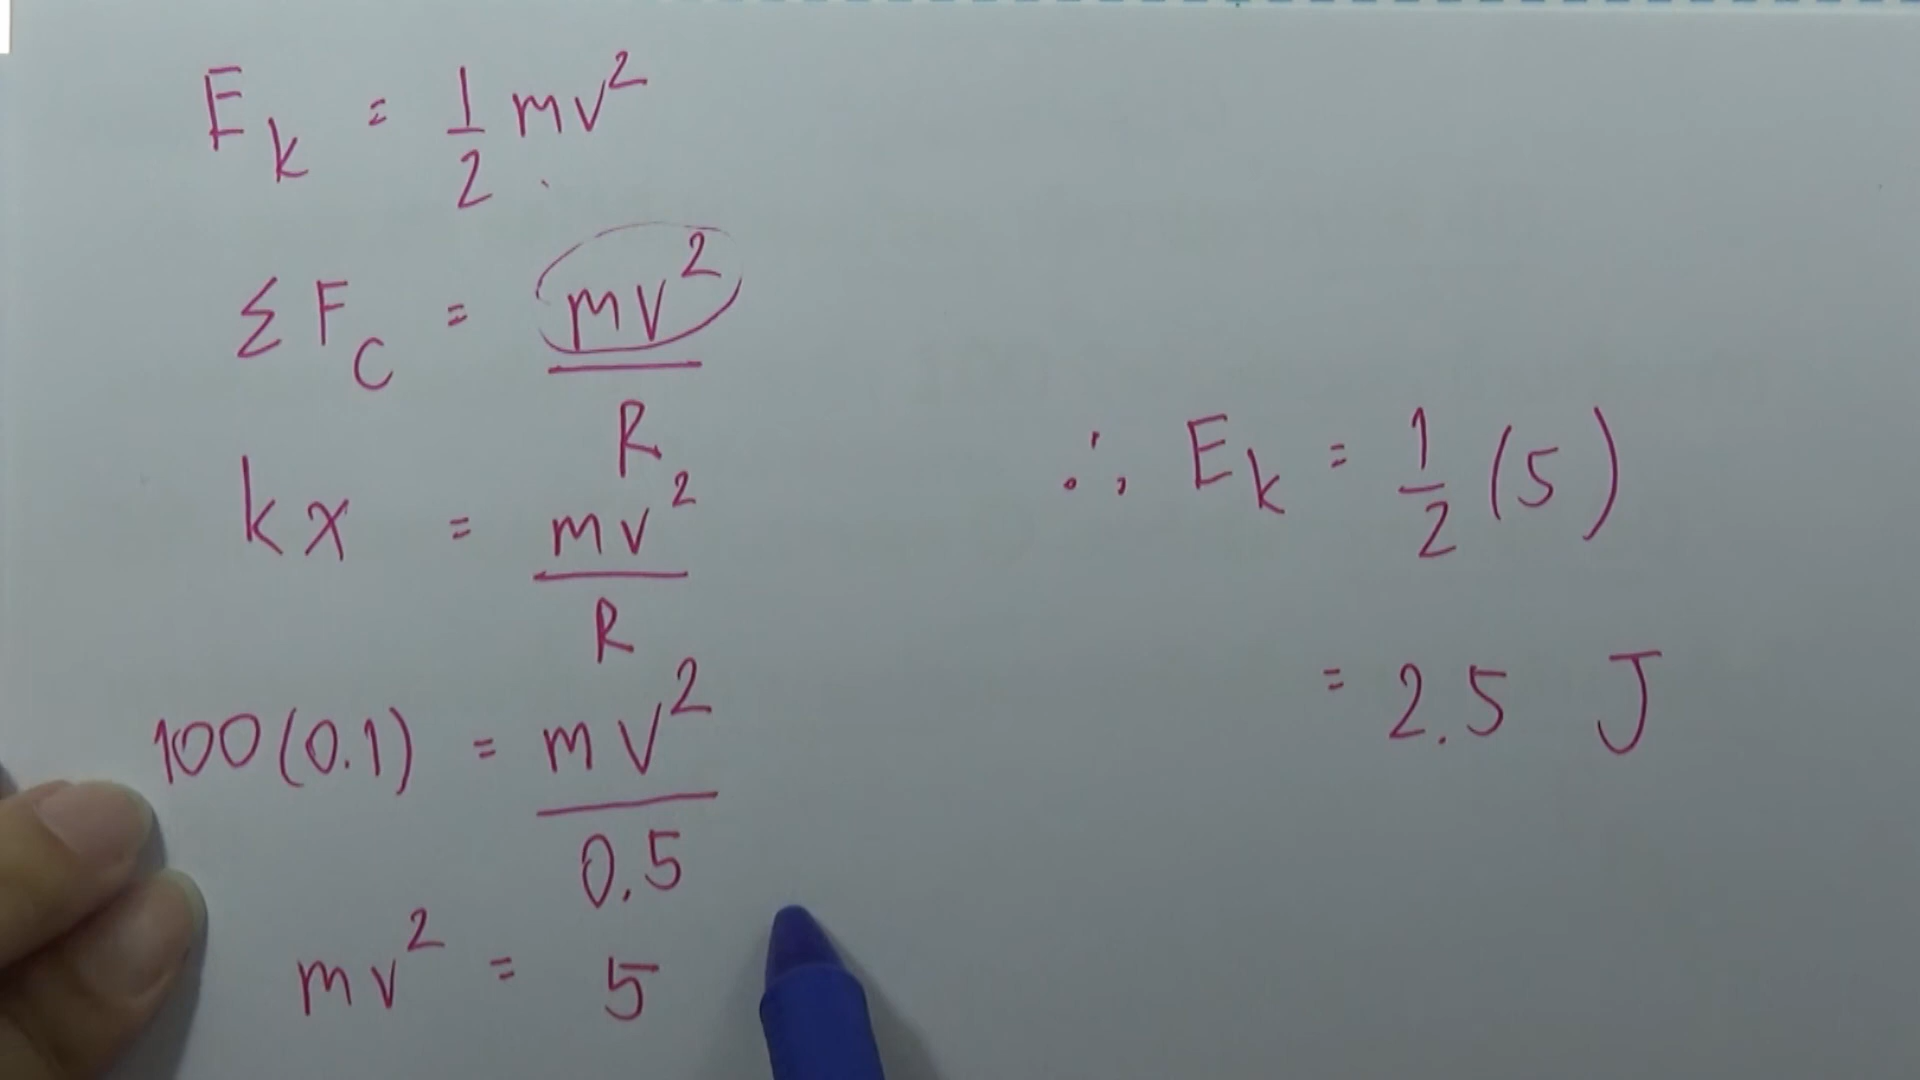 E_k = 1/2 mv²
ΣF_c = mv²/R
kx = mv²/R
100(0.1) = mv²/0.5
mv² = 5
∴ E_k = 1/2 (5)
= 2.5 J